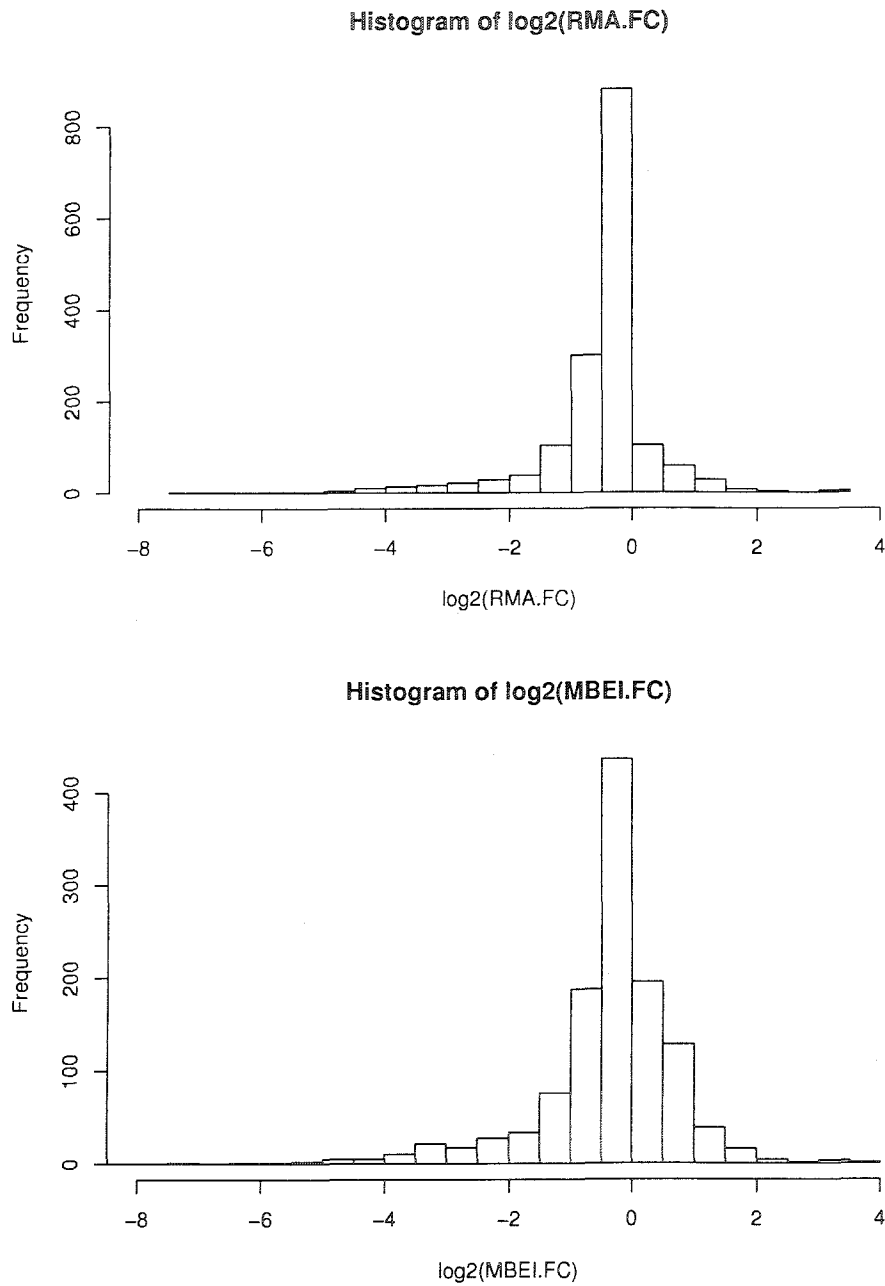 Histogram of log2(RMA.FC)
800
600
400
200
0
Frequency
−8 −6 −4 −2 0 2 4
log2(RMA.FC)
Histogram of log2(MBEI.FC)
400
300
200
100
0
Frequency
−8 −6 −4 −2 0 2 4
log2(MBEI.FC)